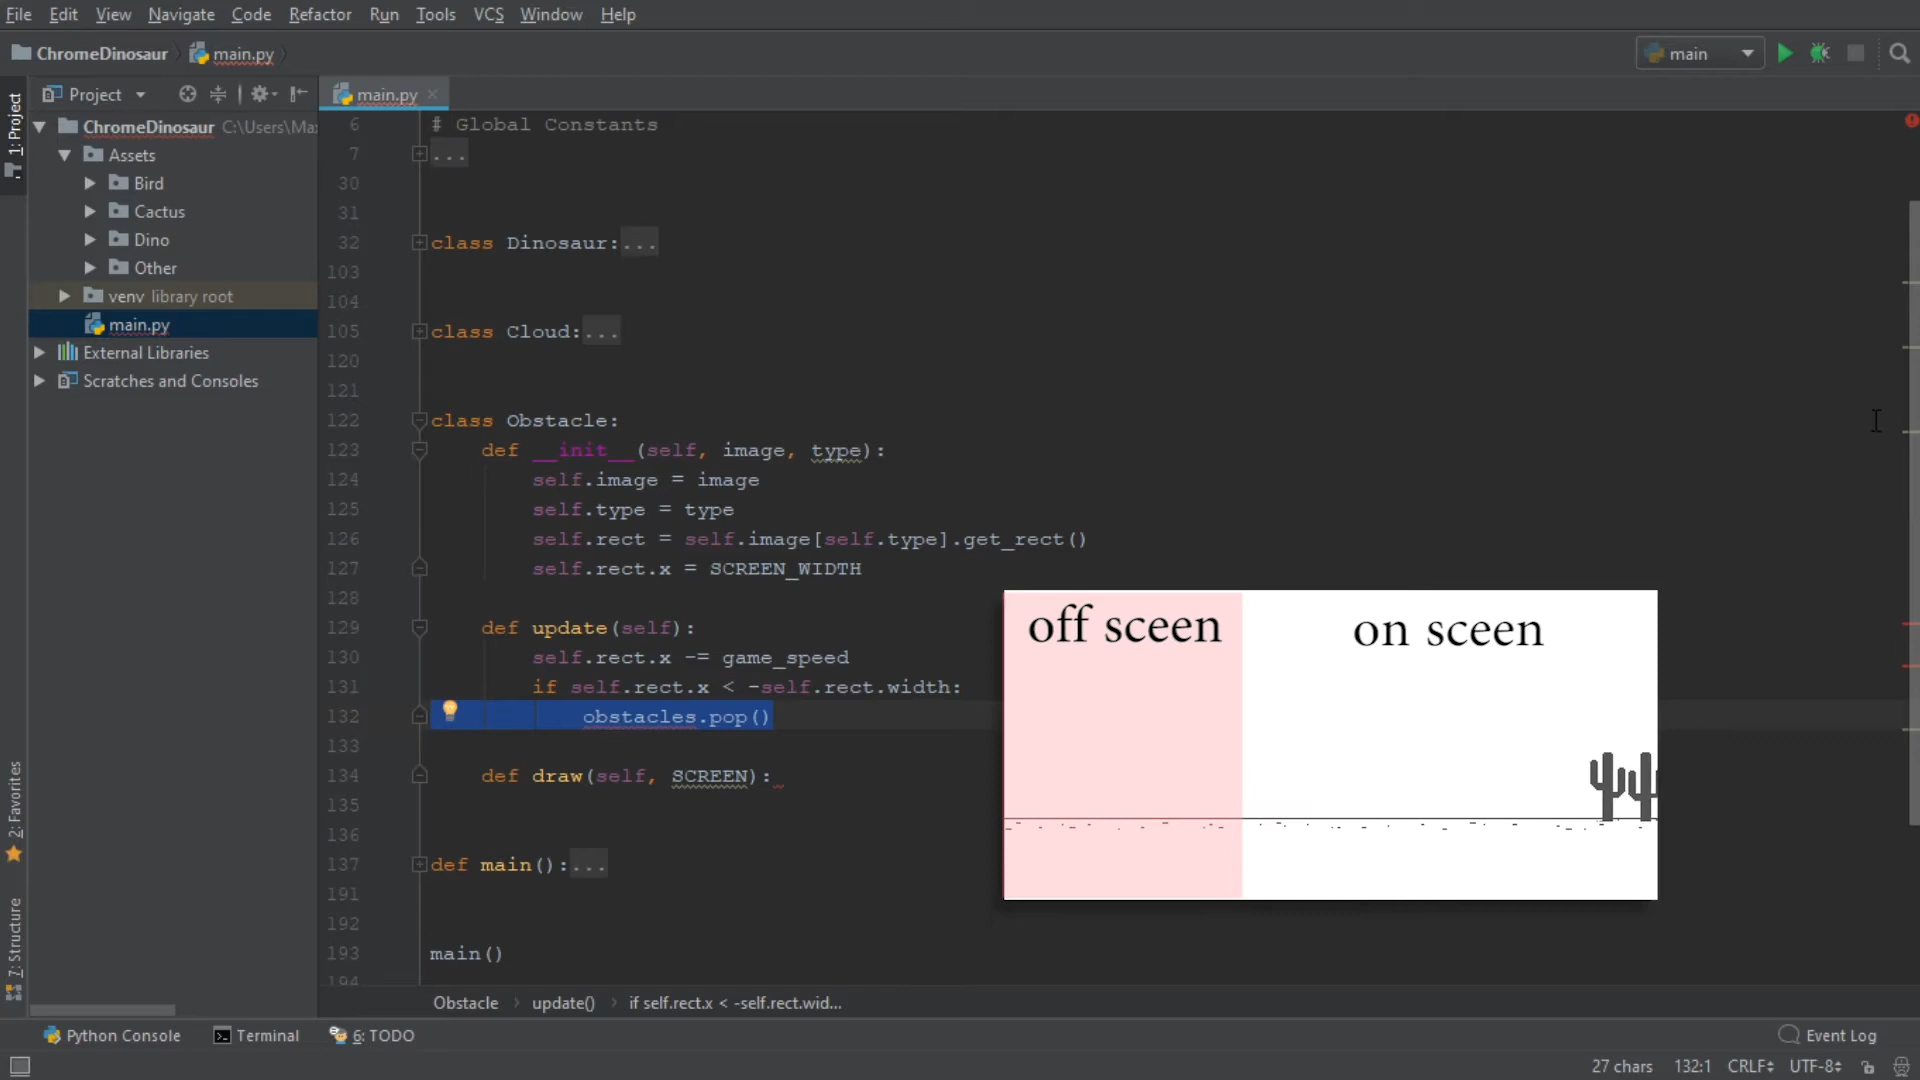 File Edit View Navigate Code Refactor Run Tools VCS Window Help
ChromeDinosaur main.py main
1: Project
Project
main.py
ChromeDinosaur C:\Users\Ma
Assets
Bird
Cactus
Dino
Other
venv library root
main.py
External Libraries
Scratches and Consoles
2: Favorites
7: Structure
6 # Global Constants
7 ...
30
31
32 class Dinosaur:...
103
104
105 class Cloud:...
120
121
122 class Obstacle:
123 def __init__(self, image, type):
124 self.image = image
125 self.type = type
126 self.rect = self.image[self.type].get_rect()
127 self.rect.x = SCREEN_WIDTH
128
129 def update(self):
130 self.rect.x -= game_speed
131 if self.rect.x < -self.rect.width:
132 obstacles.pop()
133
134 def draw(self, SCREEN):
135
136
137 def main():...
191
192
193 main()
194
off sceen on sceen
Obstacle update() if self.rect.x < -self.rect.wid...
Python Console Terminal 6: TODO Event Log
27 chars 132:1 CRLF UTF-8